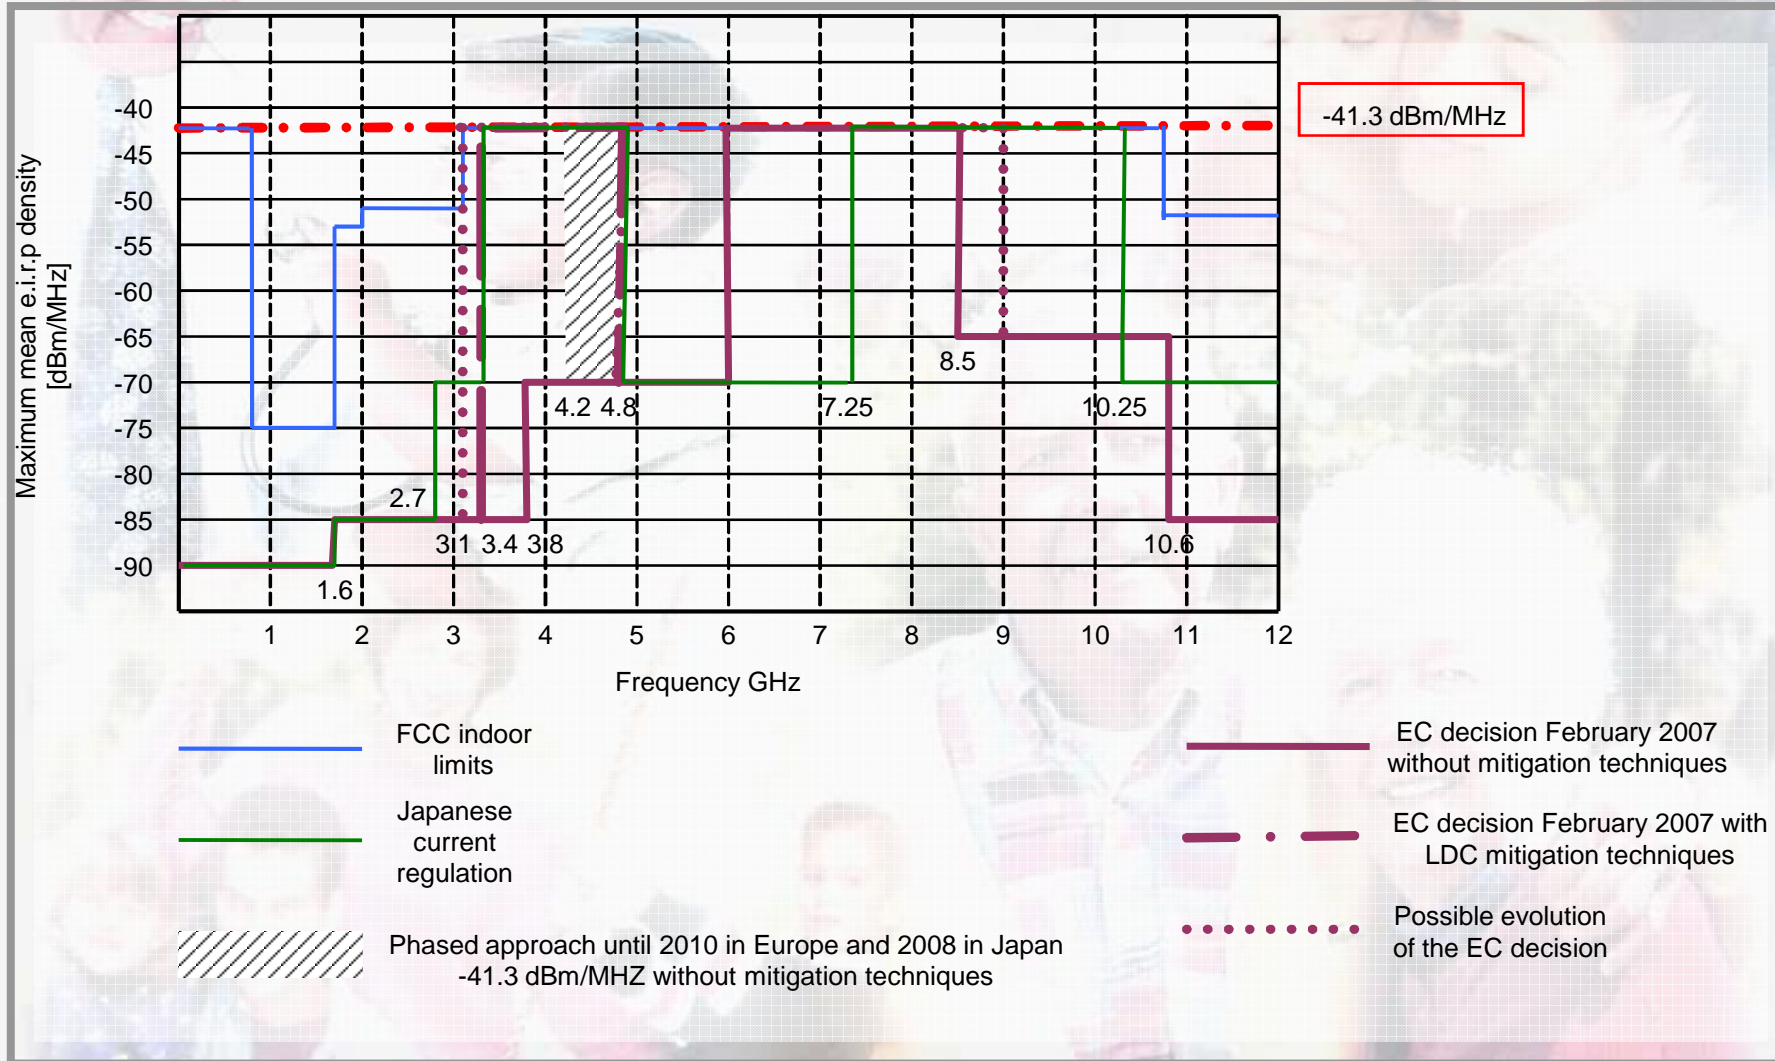 -40
-45
-50
-55
-60
-65
-70
-75
-80
-85
-90
Maximum mean e.i.r.p density
[dBm/MHz]
-41.3 dBm/MHz
8.5
4.2 4.8
7.25
10.25
2.7
3.1 3.4 3.8
10.6
1.6
1 2 3 4 5 6 7 8 9 10 11 12
Frequency GHz
FCC indoor
limits
Japanese
current
regulation
Phased approach until 2010 in Europe and 2008 in Japan
-41.3 dBm/MHZ without mitigation techniques
EC decision February 2007
without mitigation techniques
EC decision February 2007 with
LDC mitigation techniques
Possible evolution
of the EC decision